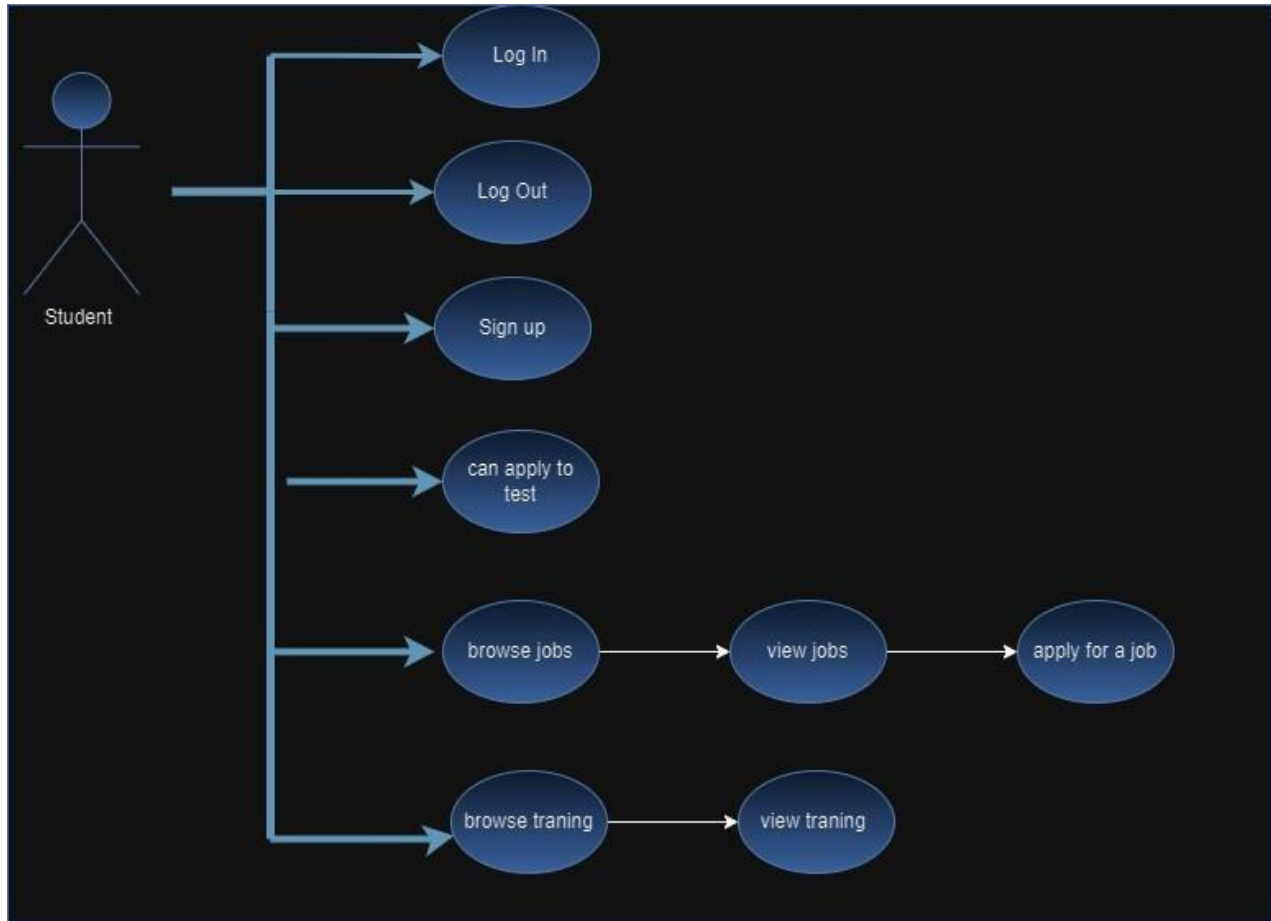 Log In
Log Out
Student
Sign up
can apply to
test
browse jobs
view jobs
apply for a job
browse traning
view traning